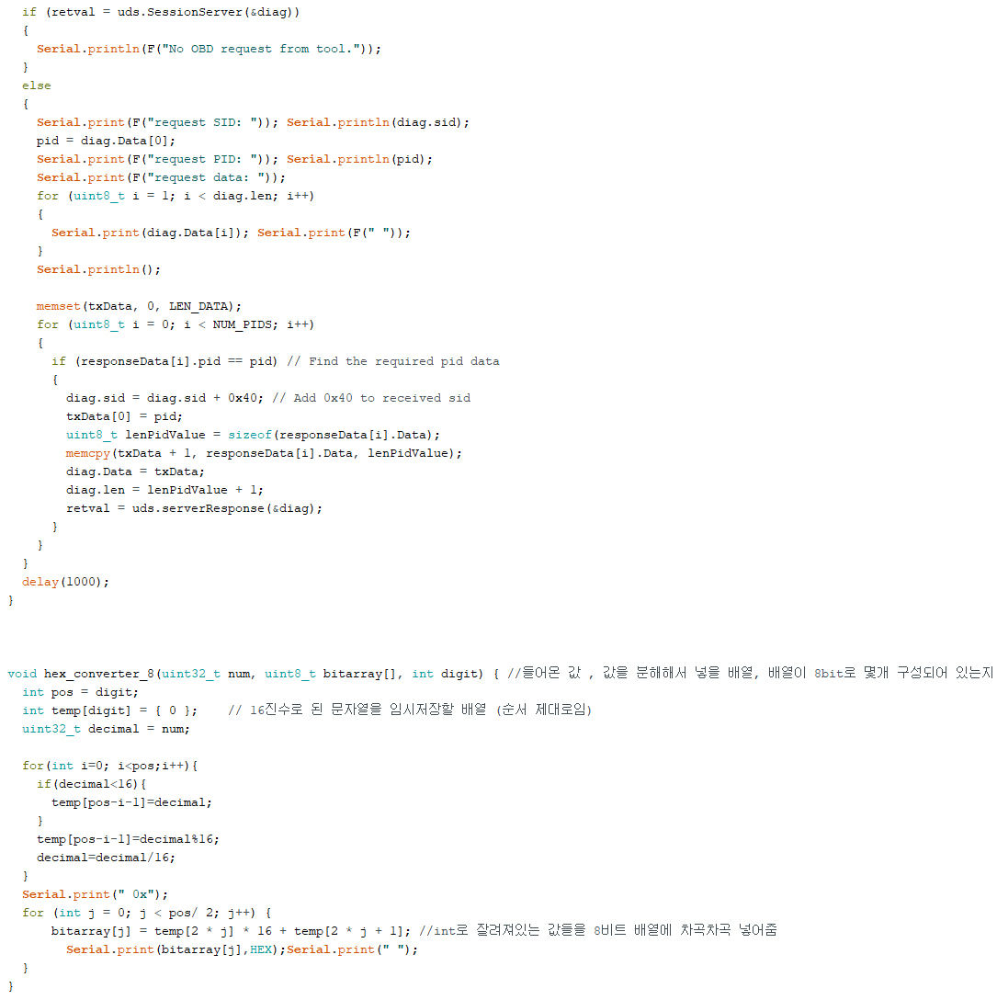 if (retval = uds.SessionServer(&diag))
{
Serial.println(F("No OBD request from tool."));
}
else
{
Serial.print(F("request SID: ")); Serial.println(diag.sid);
pid = diag.Data[0];
Serial.print(F("request PID: ")); Serial.println(pid);
Serial.print(F("request data: "));
for (uint8_t i = 1; i < diag.len; i++)
{
Serial.print(diag.Data[i]); Serial.print(F(" "));
}
Serial.println();
memset(txData, 0, LEN_DATA);
for (uint8_t i = 0; i < NUM_PIDS; i++)
{
if (responseData[i].pid == pid) // Find the required pid data
{
diag.sid = diag.sid + 0x40; // Add 0x40 to received sid
txData[0] = pid;
uint8_t lenPidValue = sizeof(responseData[i].Data);
memcpy(txData + 1, responseData[i].Data, lenPidValue);
diag.Data = txData;
diag.len = lenPidValue + 1;
retval = uds.serverResponse(&diag);
}
}
}
delay(1000);
}
void hex_converter_8(uint32_t num, uint8_t bitarray[], int digit) { //들어온 값 , 값을 분해해서 넣을 배열, 배열이 8bit로 몇개 구성되어 있는지
int pos = digit;
int temp[digit] = { 0 }; // 16진수로 된 문자열을 임시저장할 배열 (순서 제대로임)
uint32_t decimal = num;
for(int i=0; i<pos;i++){
if(decimal<16){
temp[pos-i-1]=decimal;
}
temp[pos-i-1]=decimal%16;
decimal=decimal/16;
}
Serial.print(" 0x");
for (int j = 0; j < pos/ 2; j++) {
bitarray[j] = temp[2 * j] * 16 + temp[2 * j + 1]; //int로 잘려져있는 값들을 8비트 배열에 차곡차곡 넣어줌
Serial.print(bitarray[j],HEX);Serial.print(" ");
}
}